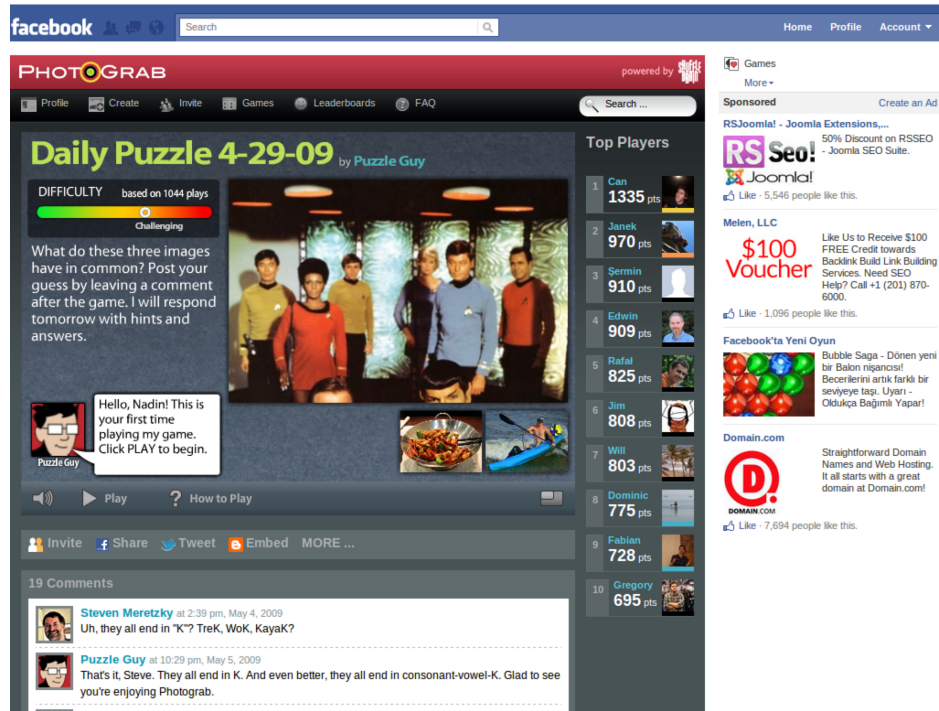 facebook
Search
Home Profile Account
PHOTOGRAB
powered by SHUFFLE BRAIN
Profile Create Invite Games Leaderboards FAQ
Search ...
Daily Puzzle 4-29-09 by Puzzle Guy
DIFFICULTY based on 1044 plays
Challenging
What do these three images
have in common? Post your
guess by leaving a comment
after the game. I will respond
tomorrow with hints and
answers.
Hello, Nadin! This is
your first time
playing my game.
Click PLAY to begin.
Puzzle Guy
Play ? How to Play
Invite Share Tweet Embed MORE ...
19 Comments
Steven Meretzky at 2:39 pm, May 4, 2009
Uh, they all end in "K"? TreK, WoK, KayaK?
Puzzle Guy at 10:29 pm, May 5, 2009
That's it, Steve. They all end in K. And even better, they all end in consonant-vowel-K. Glad to see
you're enjoying Photograb.
Top Players
1 Can
1335 pts
2 Janek
970 pts
3 Şermin
910 pts
4 Edwin
909 pts
5 Rafał
825 pts
6 Jim
808 pts
7 Will
803 pts
8 Dominic
775 pts
9 Fabian
728 pts
10 Gregory
695 pts
Games
More
Sponsored Create an Ad
RSJoomla! - Joomla Extensions,...
RS Seo!
Joomla!
50% Discount on RSSEO
- Joomla SEO Suite.
Like · 5,546 people like this.
Melen, LLC
$100
Voucher
Like Us to Receive $100
FREE Credit towards
Backlink Build Link Building
Services. Need SEO
Help? Call +1 (201) 870-
6000.
Like · 1,096 people like this.
Facebook'ta Yeni Oyun
Bubble Saga - Dönen yeni
bir Balon nişancısı!
Becerilerini artık farklı bir
seviyeye taşı. Uyarı -
Oldukça Bağımlı Yapar!
Domain.com
D.
DOMAIN.COM
Straightforward Domain
Names and Web Hosting.
It all starts with a great
domain at Domain.com!
Like · 7,694 people like this.